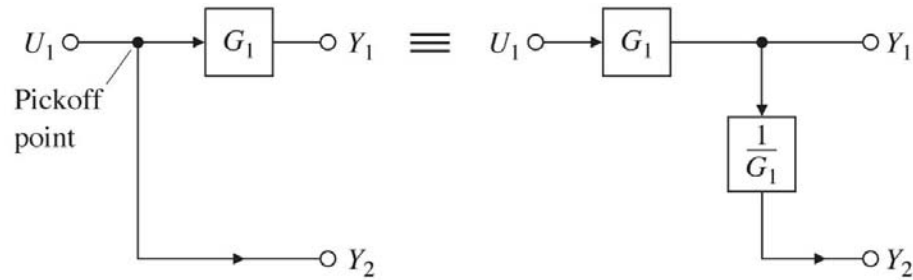 U₁ G₁ Y₁ ≡ U₁ G₁ Y₁
Pickoff
point
1
G₁
Y₂ Y₂